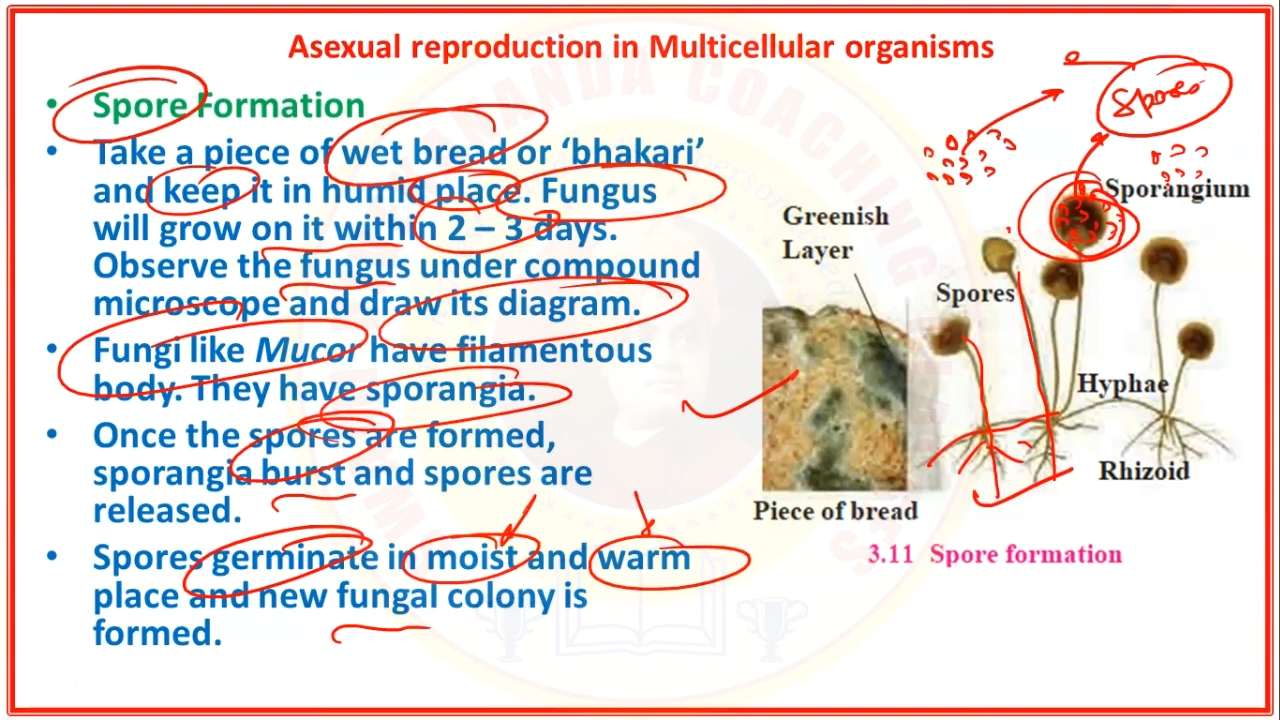 Asexual reproduction in Multicellular organisms
• Spore Formation
• Take a piece of wet bread or ‘bhakari’
and keep it in humid place. Fungus
will grow on it within 2 – 3 days.
Observe the fungus under compound
microscope and draw its diagram.
• Fungi like Mucor have filamentous
body. They have sporangia.
• Once the spores are formed,
sporangia burst and spores are
released.
• Spores germinate in moist and warm
place and new fungal colony is
formed.
Spores
Sporangium
Greenish
Layer
Spores
Hyphae
Rhizoid
Piece of bread
3.11 Spore formation